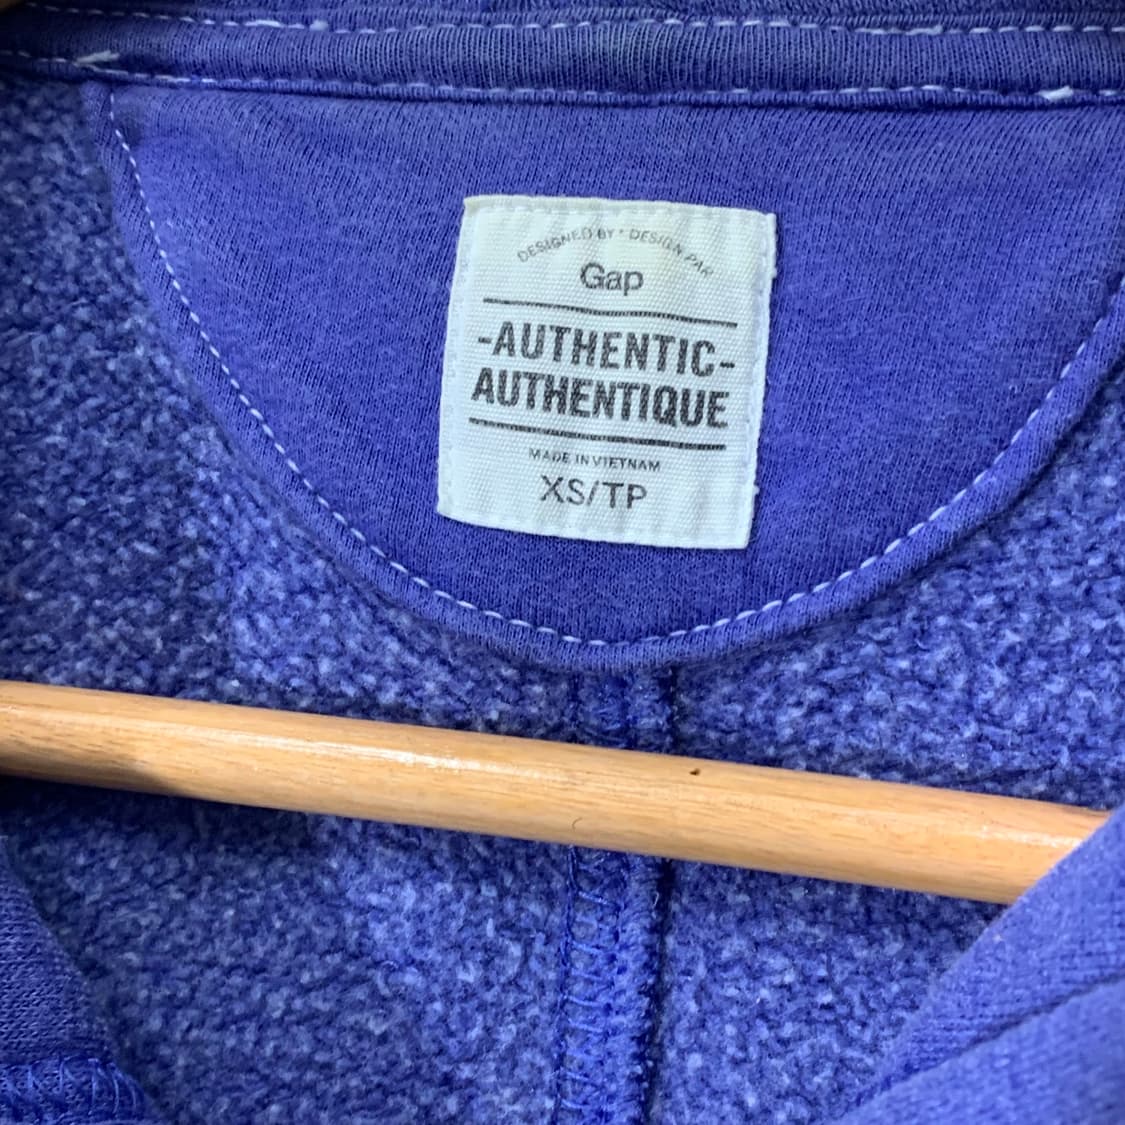 DESIGNED BY * DESIGN PAR
Gap
-AUTHENTIC-
AUTHENTIQUE
MADE IN VIETNAM
XS/TP